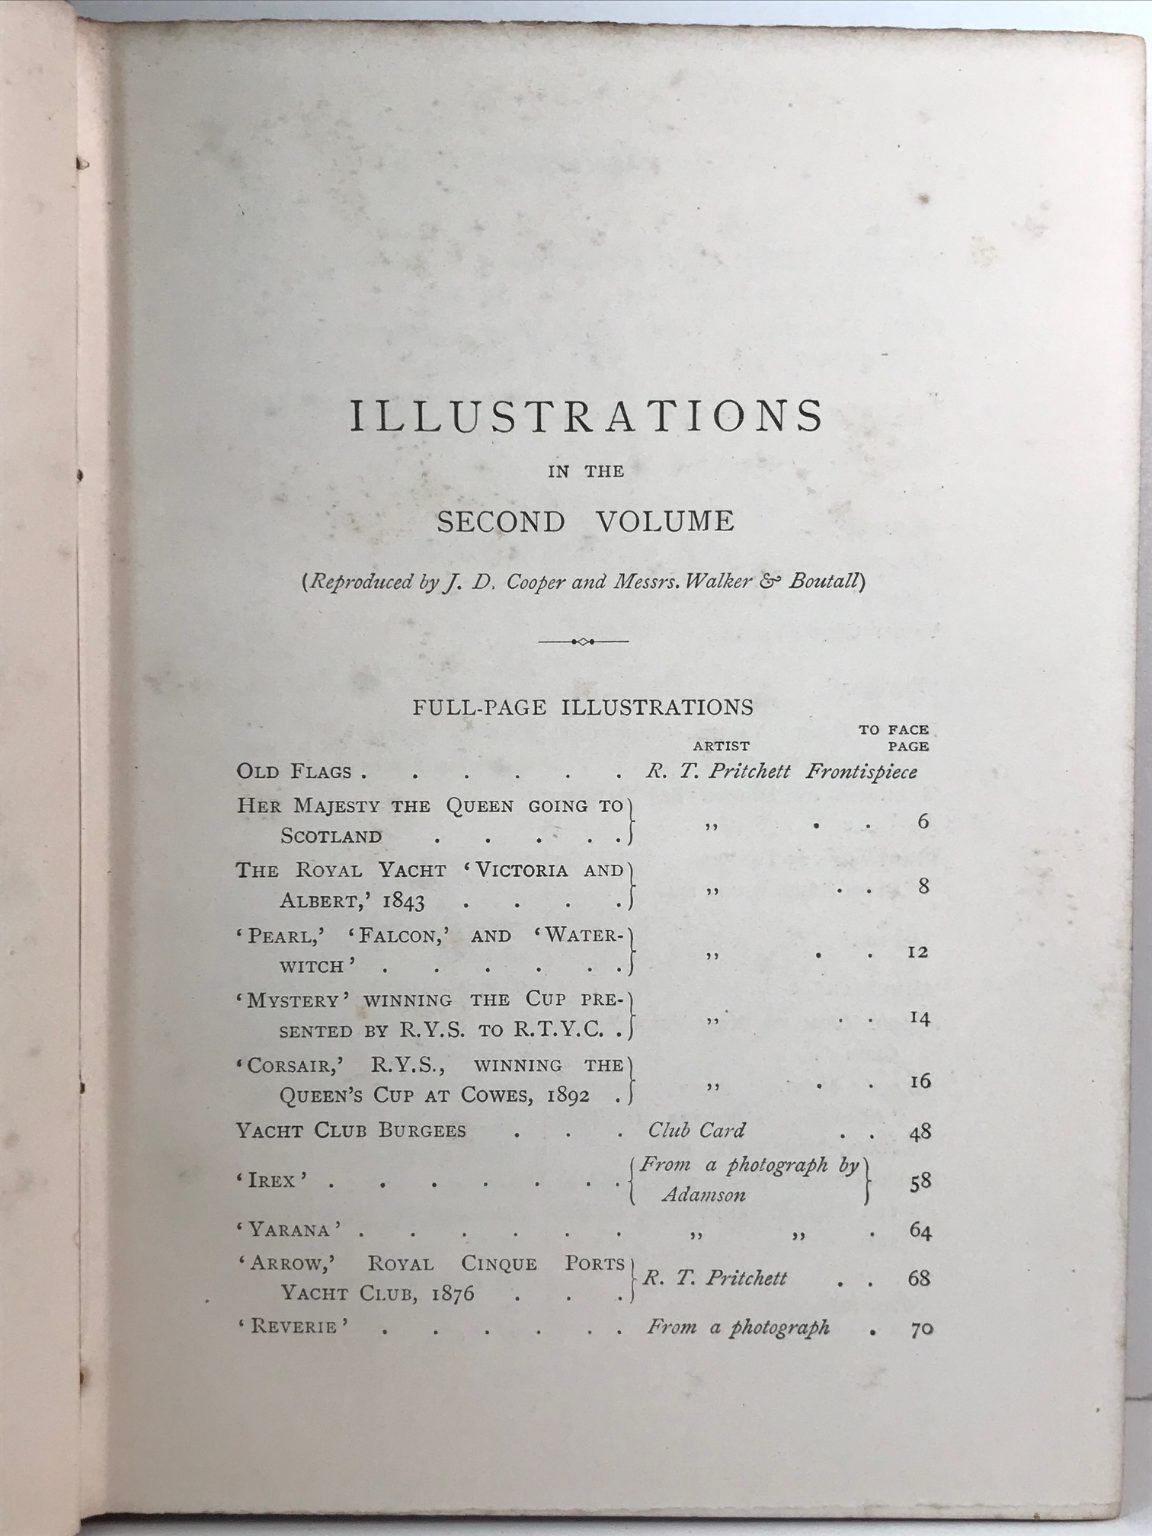 ILLUSTRATIONS
IN THE
SECOND VOLUME
(Reproduced by J. D. Cooper and Messrs. Walker & Boutall)
FULL-PAGE ILLUSTRATIONS
TO FACE
ARTIST PAGE
OLD FLAGS . . . . . . R. T. Pritchett Frontispiece
HER MAJESTY THE QUEEN GOING TO
SCOTLAND . . . . . } ,, . . 6
THE ROYAL YACHT ‘VICTORIA AND
ALBERT,’ 1843 . . . . } ,, . . 8
‘PEARL,’ ‘FALCON,’ AND ‘WATER-
WITCH’ . . . . . . } ,, . . 12
‘MYSTERY’ WINNING THE CUP PRE-
SENTED BY R.Y.S. TO R.T.Y.C. . } ,, . . 14
‘CORSAIR,’ R.Y.S., WINNING THE
QUEEN’S CUP AT COWES, 1892 . } ,, . . 16
YACHT CLUB BURGEES . . . Club Card . . 48
‘IREX’ . . . . . . . { From a photograph by
Adamson } 58
‘YARANA’ . . . . . . ,, ,, . 64
‘ARROW,’ ROYAL CINQUE PORTS
YACHT CLUB, 1876 . . . } R. T. Pritchett . . 68
‘REVERIE’ . . . . . . From a photograph . 70